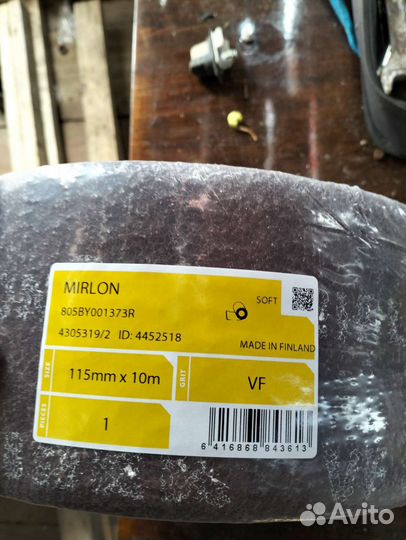 MIRLON
SOFT
805BY001373R
4305319/2 ID: 4452518
MADE IN FINLAND
SIZE
115mm x 10m
GRIT
VF
PIECES
1
6 416868 843613
Avito